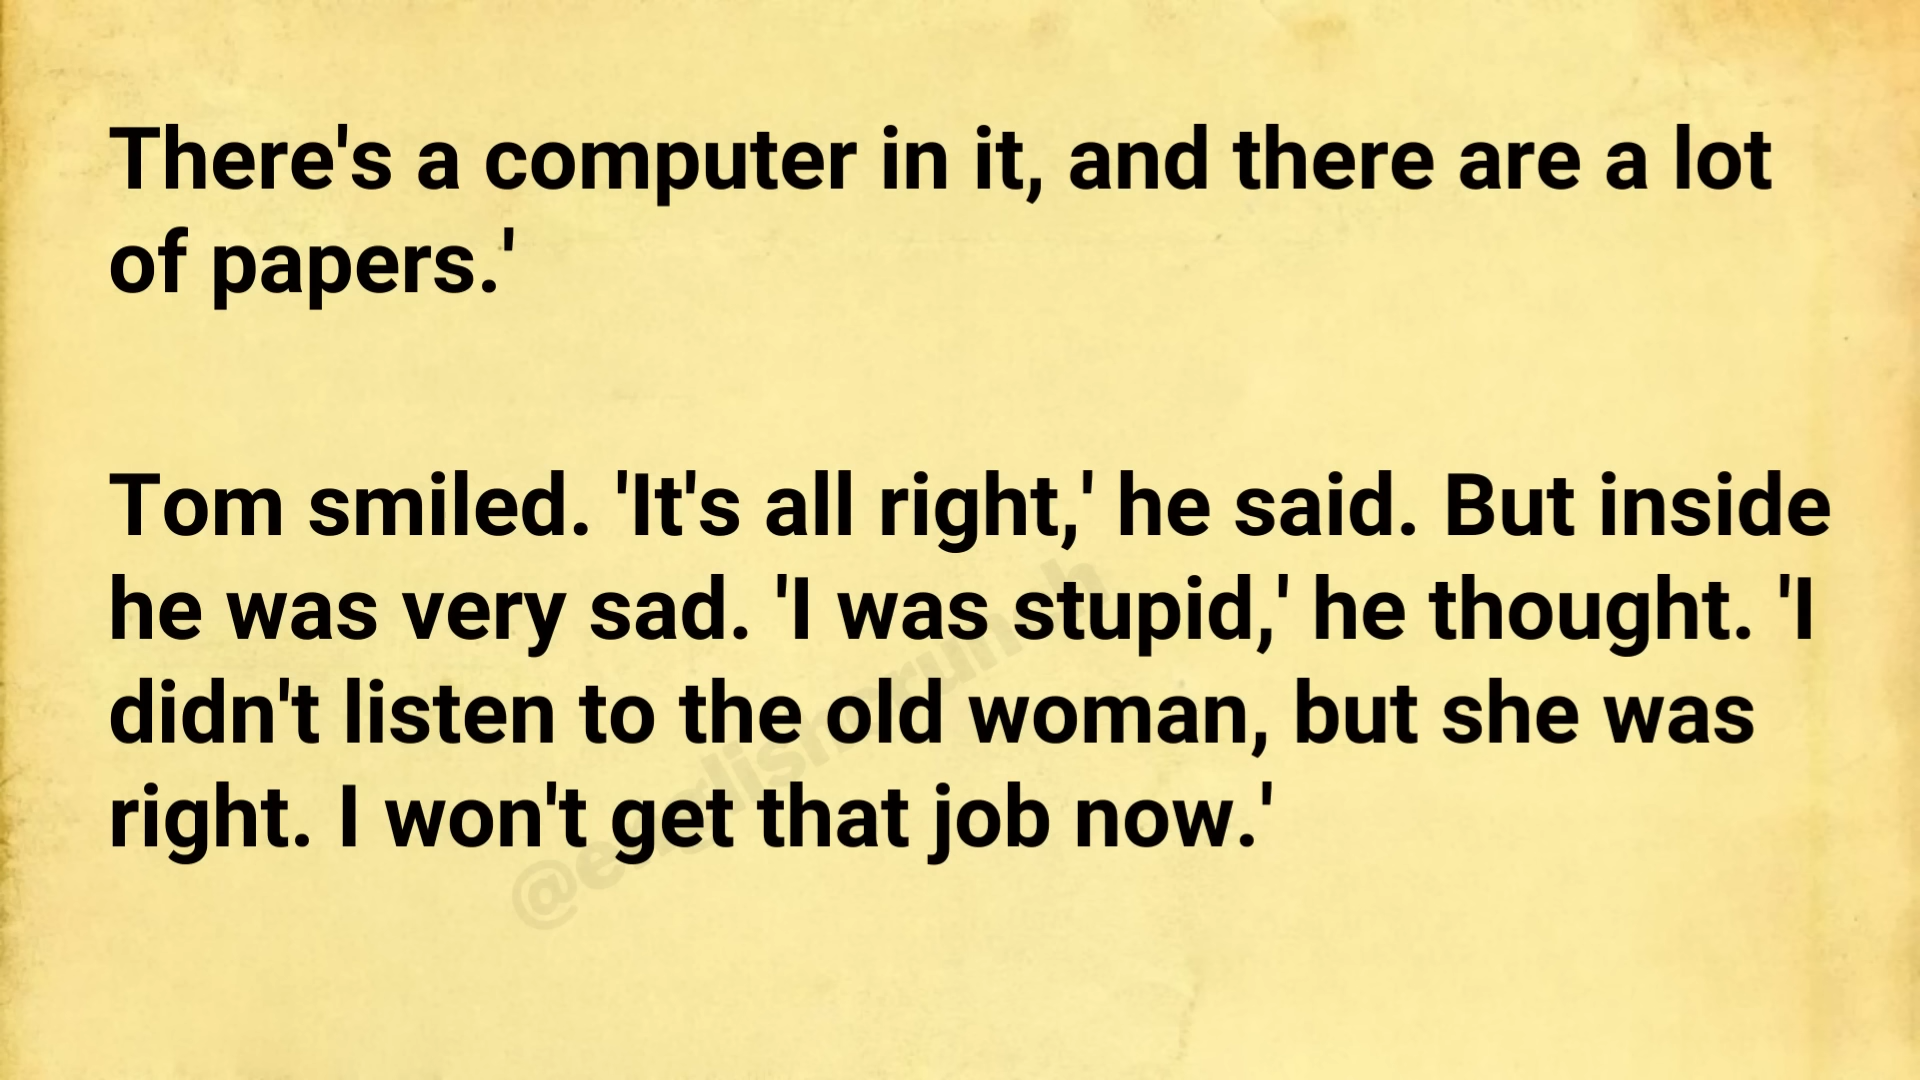 There's a computer in it, and there are a lot
of papers.'
Tom smiled. 'It's all right,' he said. But inside
he was very sad. 'I was stupid,' he thought. 'I
didn't listen to the old woman, but she was
right. I won't get that job now.'